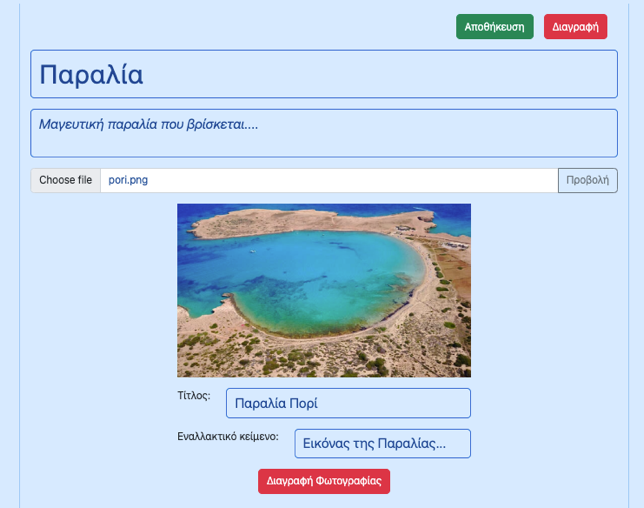 Αποθήκευση Διαγραφή
Παραλία
Μαγευτική παραλία που βρίσκεται....
Choose file pori.png Προβολή
Τίτλος: Παραλία Πορί
Εναλλακτικό κείμενο: Εικόνας της Παραλίας...
Διαγραφή Φωτογραφίας